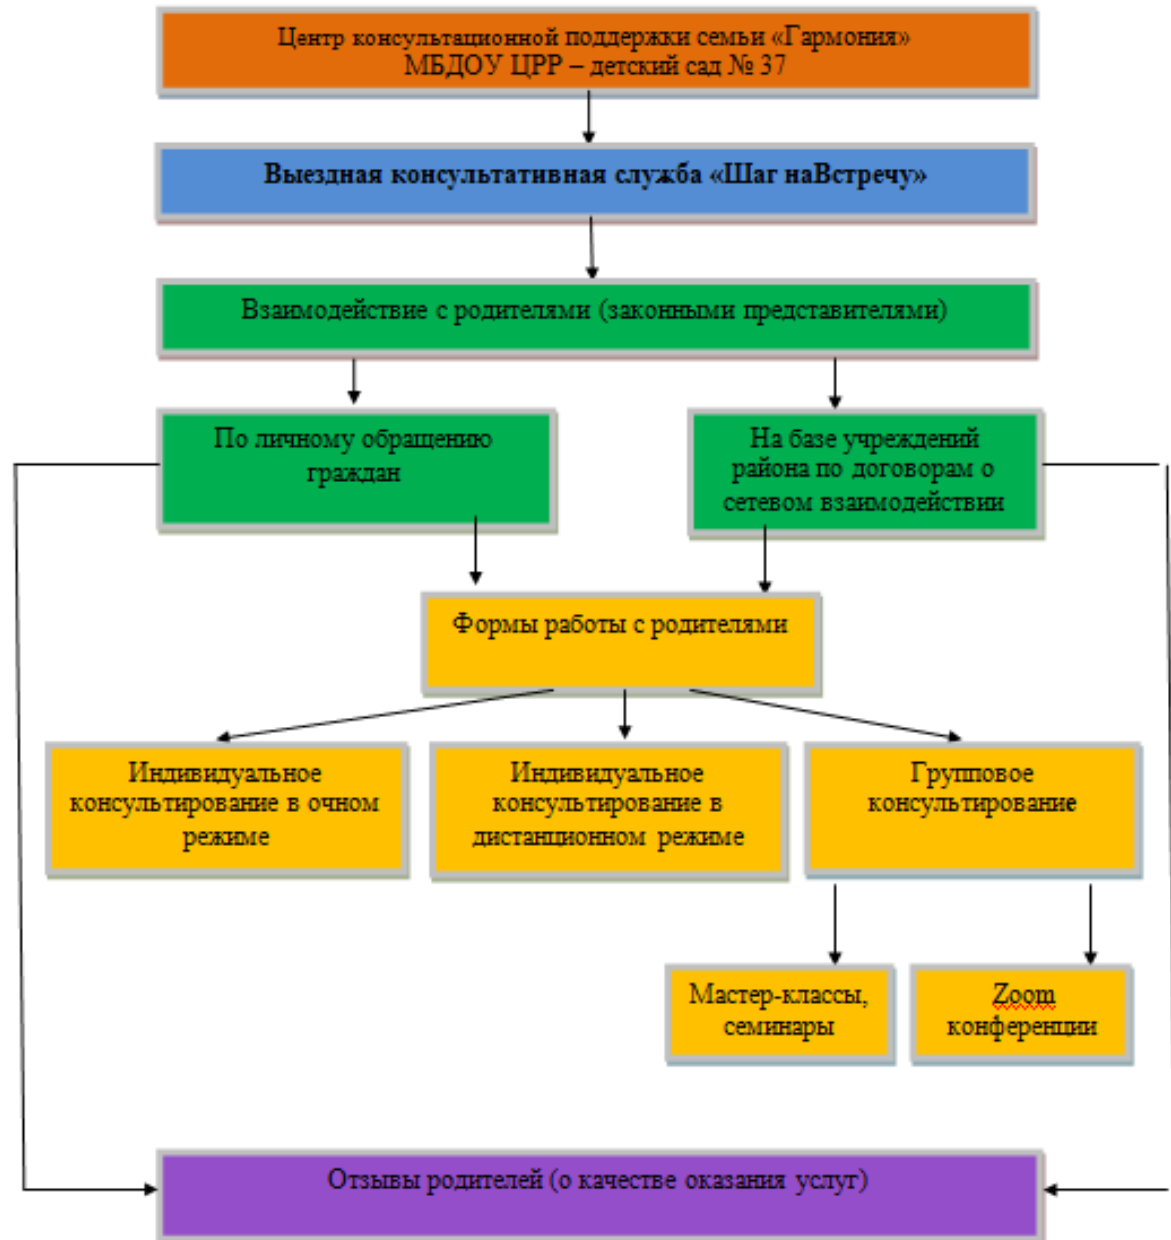 Центр консультационной поддержки семьи «Гармония»
МБДОУ ЦРР – детский сад № 37
Выездная консультативная служба «Шаг наВстречу»
Взаимодействие с родителями (законными представителями)
По личному обращению
граждан
На базе учреждений
района по договорам о
сетевом взаимодействии
Формы работы с родителями
Индивидуальное
консультирование в очном
режиме
Индивидуальное
консультирование в
дистанционном режиме
Групповое
консультирование
Мастер-классы,
семинары
Zoom
конференции
Отзывы родителей (о качестве оказания услуг)